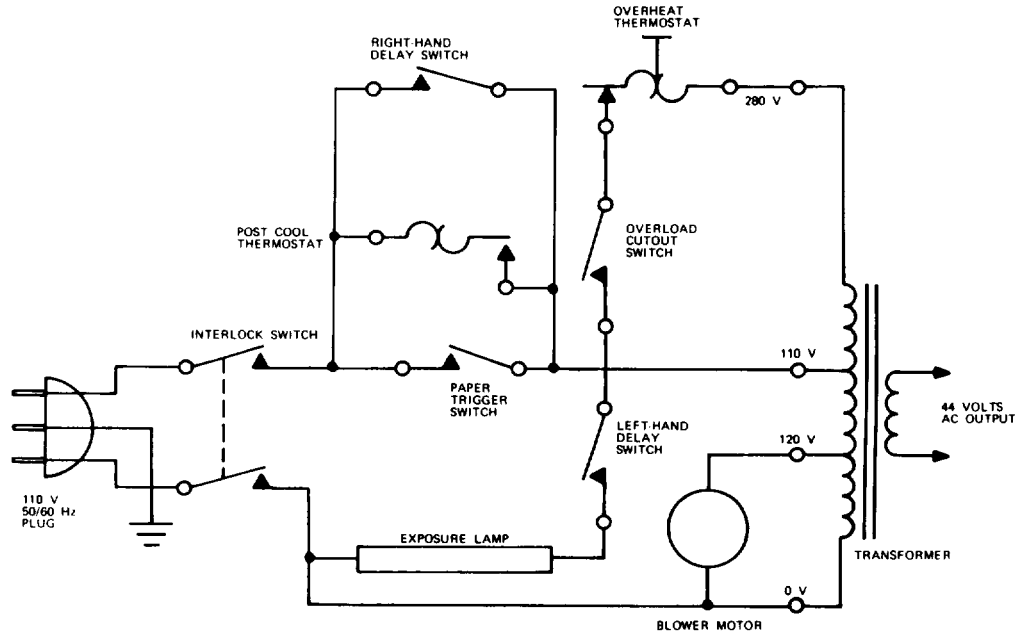 OVERHEAT
THERMOSTAT
RIGHT-HAND
DELAY SWITCH
280 V
POST COOL
THERMOSTAT
OVERLOAD
CUTOUT
SWITCH
INTERLOCK SWITCH
110 V
PAPER
TRIGGER
SWITCH
44 VOLTS
AC OUTPUT
LEFT-HAND
DELAY
SWITCH
120 V
110 V
50/60 Hz
PLUG
EXPOSURE LAMP
TRANSFORMER
0 V
BLOWER MOTOR